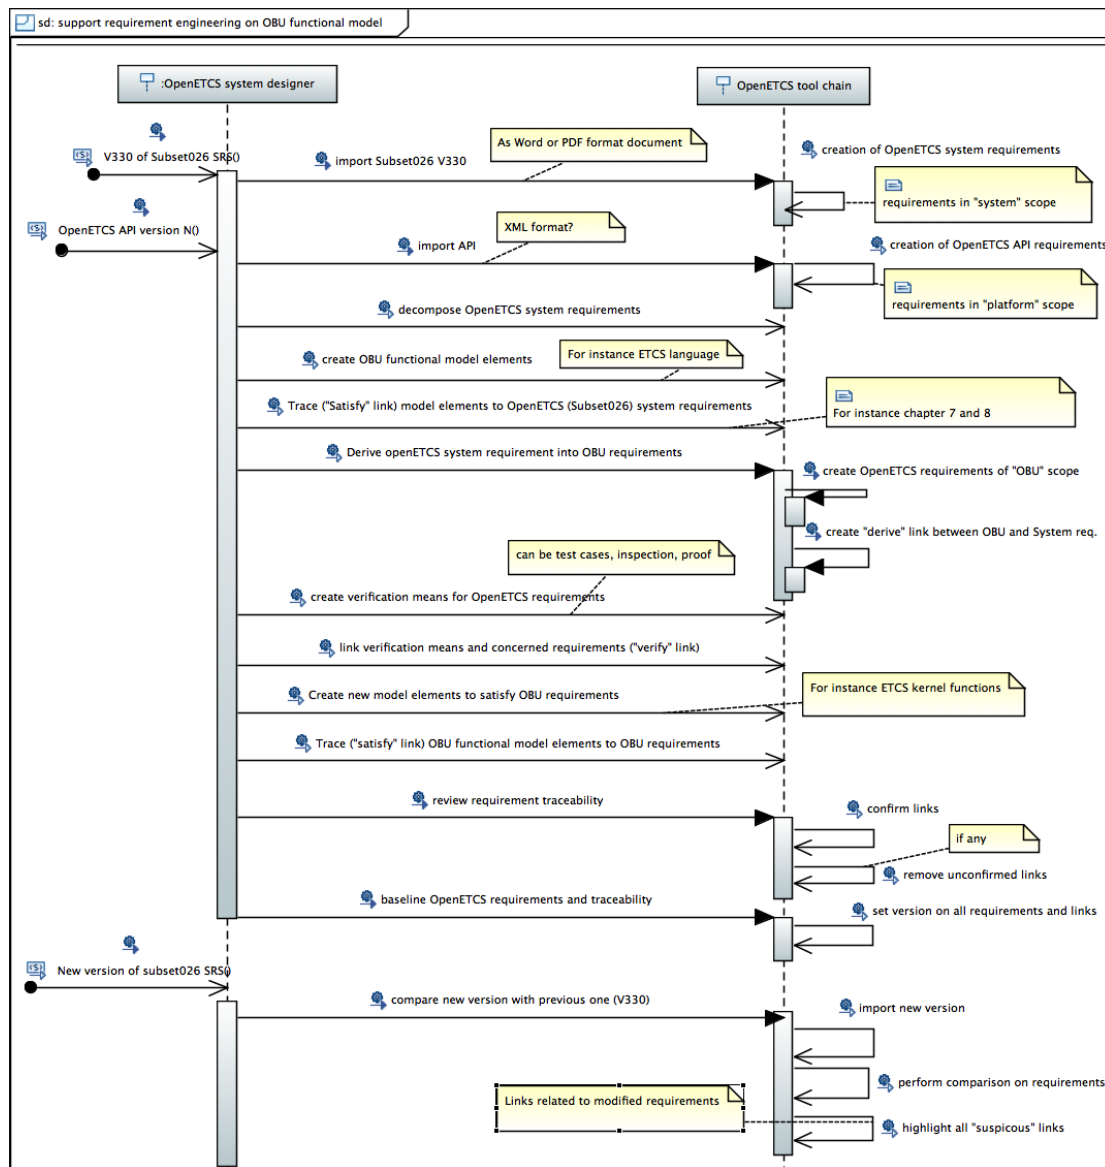 sd: support requirement engineering on OBU functional model
:OpenETCS system designer
OpenETCS tool chain
V330 of Subset026 SRS()
import Subset026 V330
As Word or PDF format document
creation of OpenETCS system requirements
requirements in "system" scope
OpenETCS API version N()
import API
XML format?
creation of OpenETCS API requirements
requirements in "platform" scope
decompose OpenETCS system requirements
create OBU functional model elements
For instance ETCS language
Trace ("Satisfy" link) model elements to OpenETCS (Subset026) system requirements
For instance chapter 7 and 8
Derive openETCS system requirement into OBU requirements
create OpenETCS requirements of "OBU" scope
create "derive" link between OBU and System req.
can be test cases, inspection, proof
create verification means for OpenETCS requirements
link verification means and concerned requirements ("verify" link)
Create new model elements to satisfy OBU requirements
For instance ETCS kernel functions
Trace ("satisfy" link) OBU functional model elements to OBU requirements
review requirement traceability
confirm links
if any
remove unconfirmed links
baseline OpenETCS requirements and traceability
set version on all requirements and links
New version of subset026 SRS()
compare new version with previous one (V330)
import new version
perform comparison on requirements
Links related to modified requirements
highlight all "suspicous" links